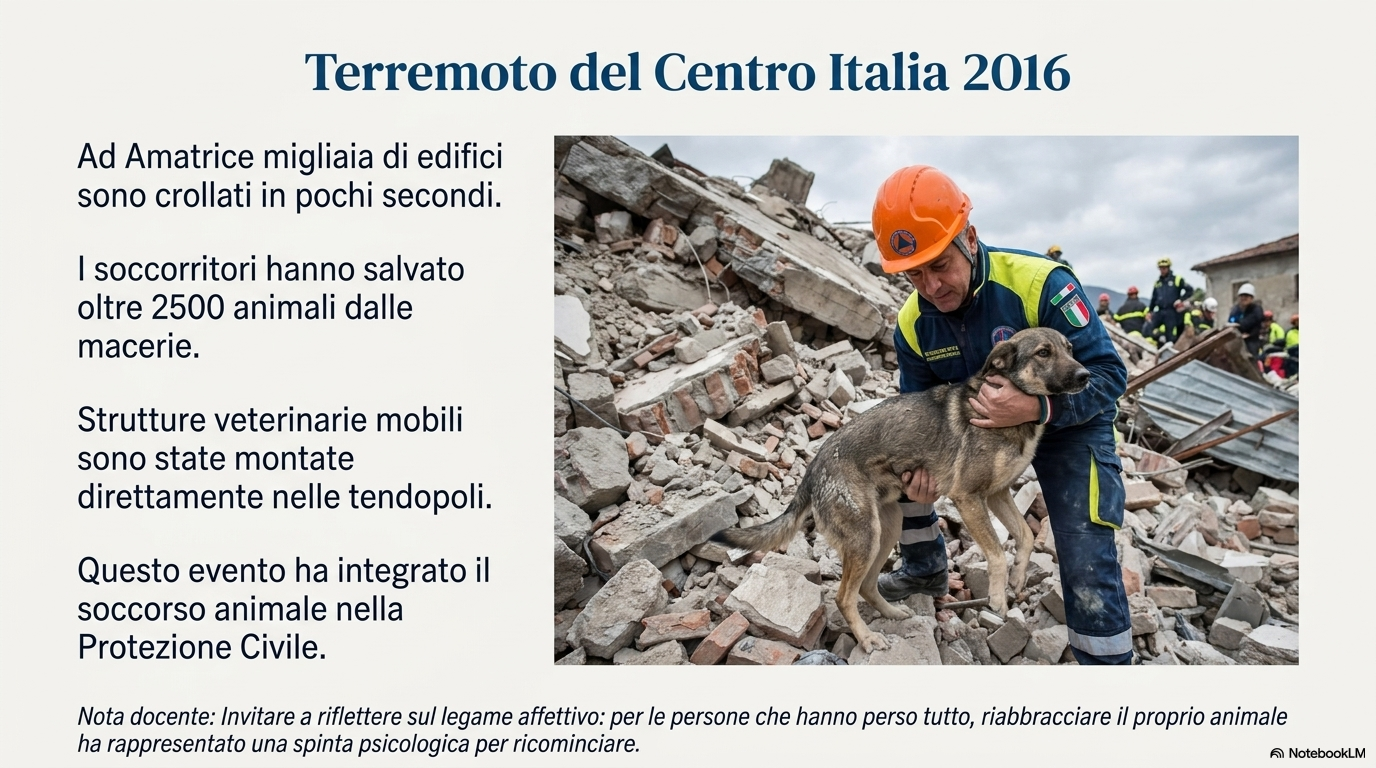 Terremoto del Centro Italia 2016
Ad Amatrice migliaia di edifici
sono crollati in pochi secondi.
I soccorritori hanno salvato
oltre 2500 animali dalle
macerie.
Strutture veterinarie mobili
sono state montate
direttamente nelle tendopoli.
Questo evento ha integrato il
soccorso animale nella
Protezione Civile.
Nota docente: Invitare a riflettere sul legame affettivo: per le persone che hanno perso tutto, riabbracciare il proprio animale
ha rappresentato una spinta psicologica per ricominciare.
NotebookLM